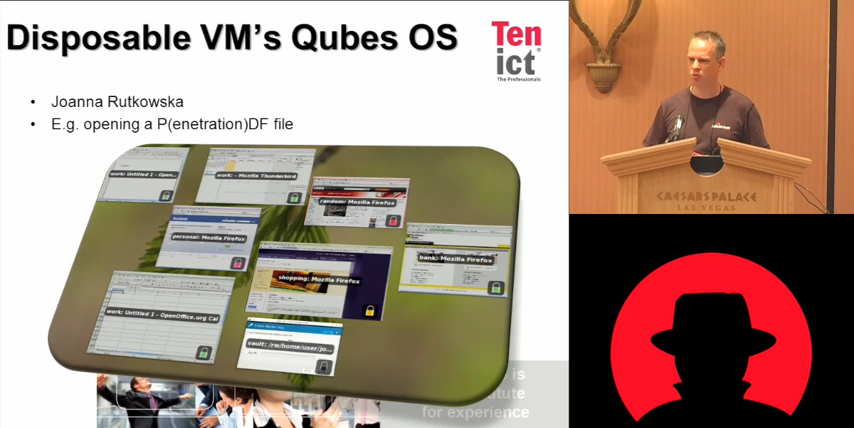 Disposable VM's Qubes OS
Ten
ict
The Professionals
• Joanna Rutkowska
• E.g. opening a P(enetration)DF file
work: Untitled 1 - Open...
work: - Mozilla Thunderbird
random: Mozilla Firefox
personal: Mozilla Firefox
bank: Mozilla Firefox
shopping: Mozilla Firefox
work: Untitled 1 - OpenOffice.org Cal
vault: /rw/home/user/jo...
is
itute
for experience
CAESARS PALACE
LAS VEGAS